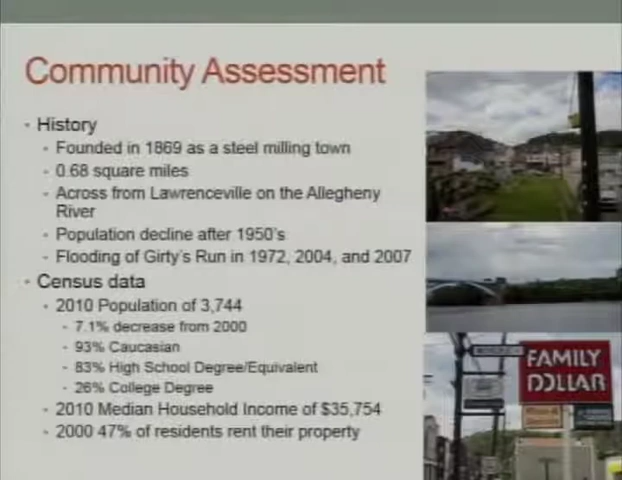 Community Assessment
History
Founded in 1869 as a steel milling town
0.68 square miles
Across from Lawrenceville on the Allegheny
River
Population decline after 1950's
Flooding of Girty's Run in 1972, 2004, and 2007
Census data
2010 Population of 3,744
7.1% decrease from 2000
93% Caucasian
83% High School Degree/Equivalent
26% College Degree
2010 Median Household Income of $35,754
2000 47% of residents rent their property
FAMILY
DOLLAR